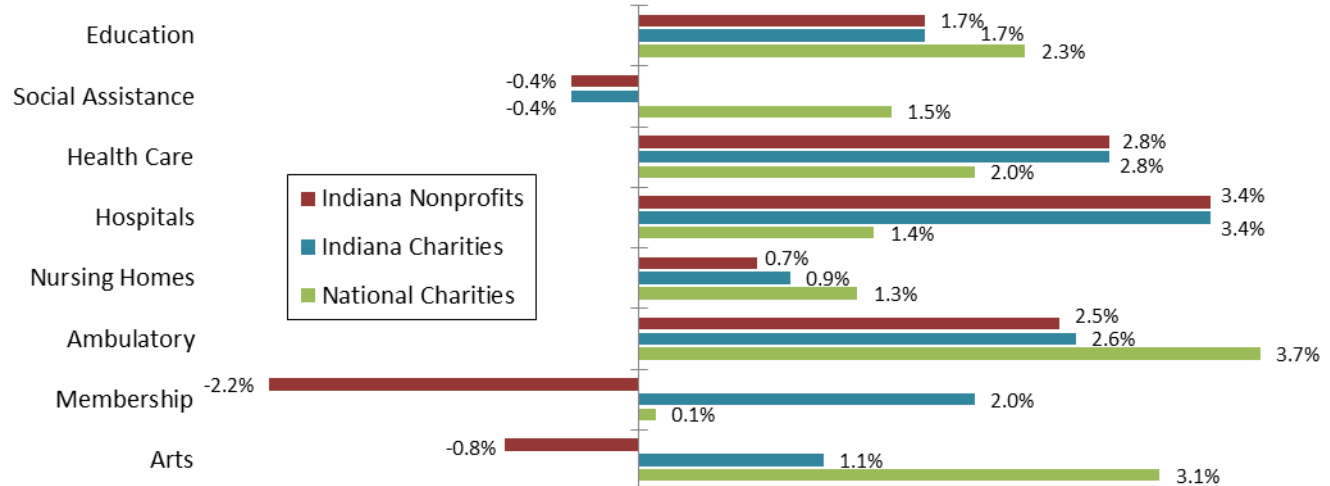 Education
1.7%
1.7%
2.3%
Social Assistance
-0.4%
-0.4%
1.5%
Health Care
2.8%
2.8%
2.0%
Hospitals
3.4%
3.4%
1.4%
Nursing Homes
0.7%
0.9%
1.3%
Ambulatory
2.5%
2.6%
3.7%
Membership
-2.2%
2.0%
0.1%
Arts
-0.8%
1.1%
3.1%
Indiana Nonprofits
Indiana Charities
National Charities